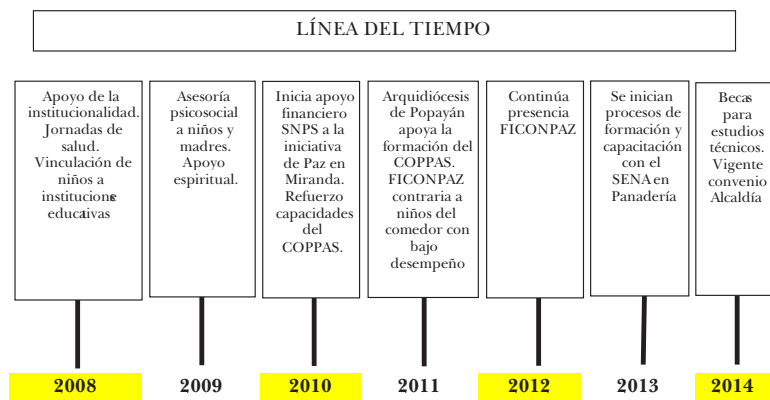 LÍNEA DEL TIEMPO
Apoyo de la
institucionalidad.
Jornadas de
salud.
Vinculación de
niños a
instituciones
educativas
Asesoría
psicosocial
a niños y
madres.
Apoyo
espiritual.
Inicia apoyo
financiero
SNPS a la
iniciativa
de Paz en
Miranda.
Refuerzo
capacidades
del
COPPAS.
Arquidiócesis
de Popayán
apoya la
formación del
COPPAS.
FICONPAZ
contraria a
niños del
comedor con
bajo
desempeño
Continúa
presencia
FICONPAZ
Se inician
procesos de
formación y
capacitación
con el
SENA en
Panadería
Becas
para
estudios
técnicos.
Vigente
convenio
Alcaldía
2008
2009
2010
2011
2012
2013
2014